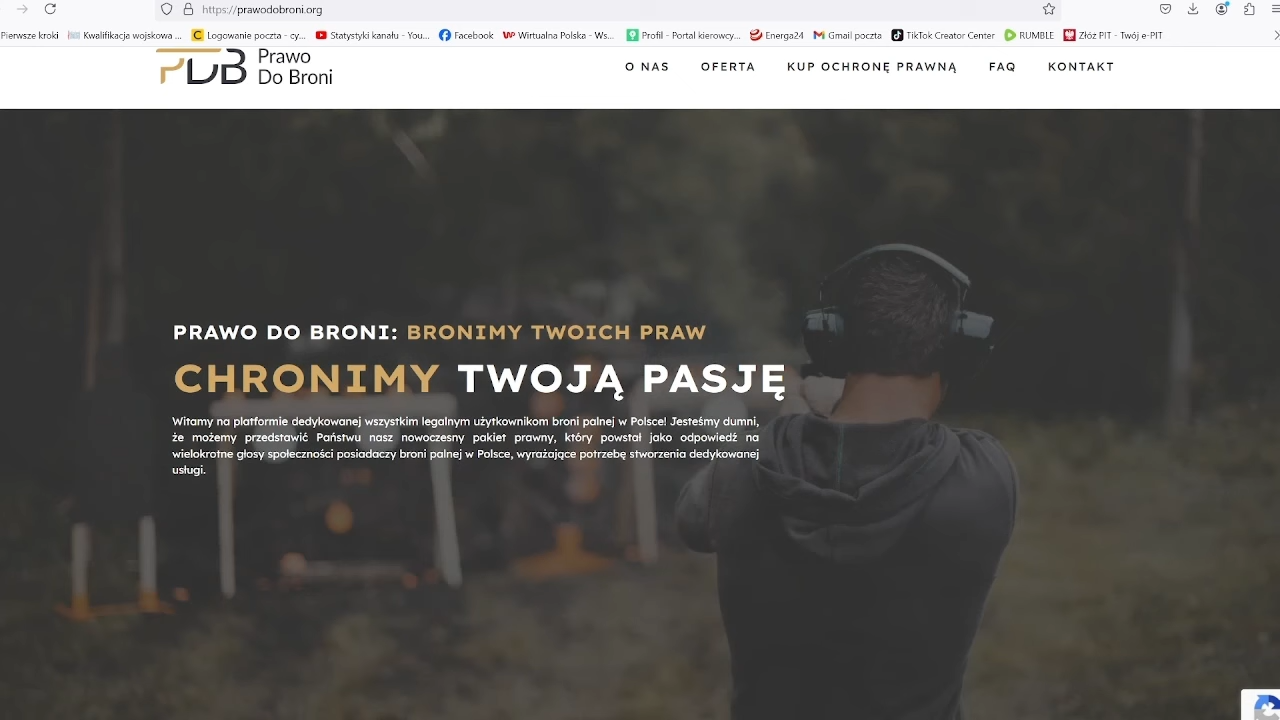 https://prawodobroni.org
Pierwsze kroki
Kwalifikacja wojskowa ...
Logowanie poczta - cy...
Statystyki kanału - You...
Facebook
Wirtualna Polska - Ws...
Profil - Portal kierowcy...
Energa24
Gmail poczta
TikTok Creator Center
RUMBLE
Złóż PIT - Twój e-PIT
PDB
Prawo
Do Broni
O NAS
OFERTA
KUP OCHRONĘ PRAWNĄ
FAQ
KONTAKT
PRAWO DO BRONI: BRONIMY TWOICH PRAW
CHRONIMY TWOJĄ PASJĘ
Witamy na platformie dedykowanej wszystkim legalnym użytkownikom broni palnej w Polsce! Jesteśmy dumni,
że możemy przedstawić Państwu nasz nowoczesny pakiet prawny, który powstał jako odpowiedź na
wielokrotne głosy społeczności posiadaczy broni palnej w Polsce, wyrażające potrzebę stworzenia dedykowanej
usługi.